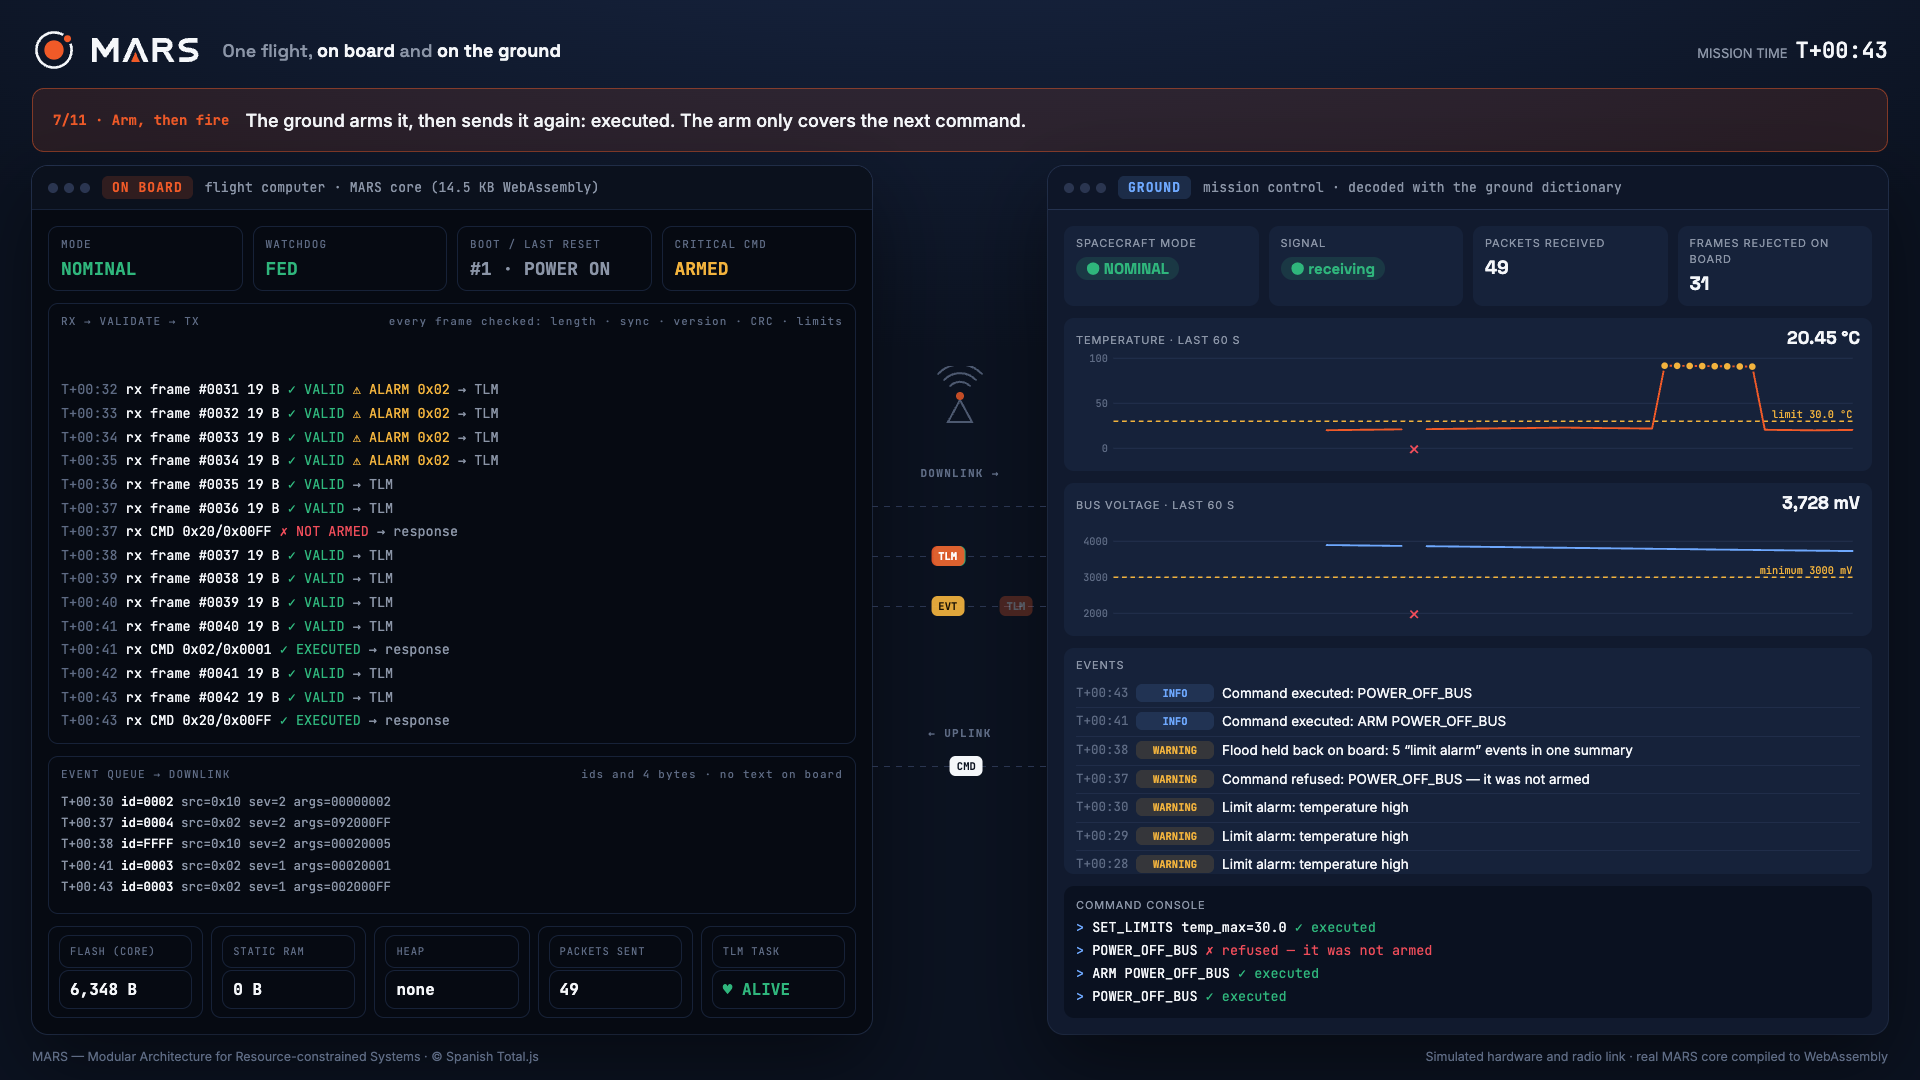 MARS One flight, on board and on the ground
MISSION TIME T+00:43
7/11 · Arm, then fire The ground arms it, then sends it again: executed. The arm only covers the next command.
ON BOARD flight computer · MARS core (14.5 KB WebAssembly)
MODE
NOMINAL
WATCHDOG
FED
BOOT / LAST RESET
#1 · POWER ON
CRITICAL CMD
ARMED
RX → VALIDATE → TX every frame checked: length · sync · version · CRC · limits
T+00:32 rx frame #0031 19 B ✓ VALID ⚠ ALARM 0x02 → TLM
T+00:33 rx frame #0032 19 B ✓ VALID ⚠ ALARM 0x02 → TLM
T+00:34 rx frame #0033 19 B ✓ VALID ⚠ ALARM 0x02 → TLM
T+00:35 rx frame #0034 19 B ✓ VALID ⚠ ALARM 0x02 → TLM
T+00:36 rx frame #0035 19 B ✓ VALID → TLM
T+00:37 rx frame #0036 19 B ✓ VALID → TLM
T+00:37 rx CMD 0x20/0x00FF ✗ NOT ARMED → response
T+00:38 rx frame #0037 19 B ✓ VALID → TLM
T+00:39 rx frame #0038 19 B ✓ VALID → TLM
T+00:40 rx frame #0039 19 B ✓ VALID → TLM
T+00:41 rx frame #0040 19 B ✓ VALID → TLM
T+00:41 rx CMD 0x02/0x0001 ✓ EXECUTED → response
T+00:42 rx frame #0041 19 B ✓ VALID → TLM
T+00:43 rx frame #0042 19 B ✓ VALID → TLM
T+00:43 rx CMD 0x20/0x00FF ✓ EXECUTED → response
EVENT QUEUE → DOWNLINK ids and 4 bytes · no text on board
T+00:30 id=0002 src=0x10 sev=2 args=00000002
T+00:37 id=0004 src=0x02 sev=2 args=092000FF
T+00:38 id=FFFF src=0x10 sev=2 args=00020005
T+00:41 id=0003 src=0x02 sev=1 args=00020001
T+00:43 id=0003 src=0x02 sev=1 args=002000FF
FLASH (CORE)
6,348 B
STATIC RAM
0 B
HEAP
none
PACKETS SENT
49
TLM TASK
♥ ALIVE
DOWNLINK →
TLM
EVT TLM
← UPLINK
CMD
GROUND mission control · decoded with the ground dictionary
SPACECRAFT MODE
NOMINAL
SIGNAL
receiving
PACKETS RECEIVED
49
FRAMES REJECTED ON
BOARD
31
TEMPERATURE · LAST 60 S 20.45 °C
100
50
limit 30.0 °C
0
BUS VOLTAGE · LAST 60 S 3,728 mV
4000
3000
minimum 3000 mV
2000
EVENTS
T+00:43 INFO Command executed: POWER_OFF_BUS
T+00:41 INFO Command executed: ARM POWER_OFF_BUS
T+00:38 WARNING Flood held back on board: 5 “limit alarm” events in one summary
T+00:37 WARNING Command refused: POWER_OFF_BUS — it was not armed
T+00:30 WARNING Limit alarm: temperature high
T+00:29 WARNING Limit alarm: temperature high
T+00:28 WARNING Limit alarm: temperature high
COMMAND CONSOLE
> SET_LIMITS temp_max=30.0 ✓ executed
> POWER_OFF_BUS ✗ refused — it was not armed
> ARM POWER_OFF_BUS ✓ executed
> POWER_OFF_BUS ✓ executed
MARS — Modular Architecture for Resource-constrained Systems · © Spanish Total.js
Simulated hardware and radio link · real MARS core compiled to WebAssembly